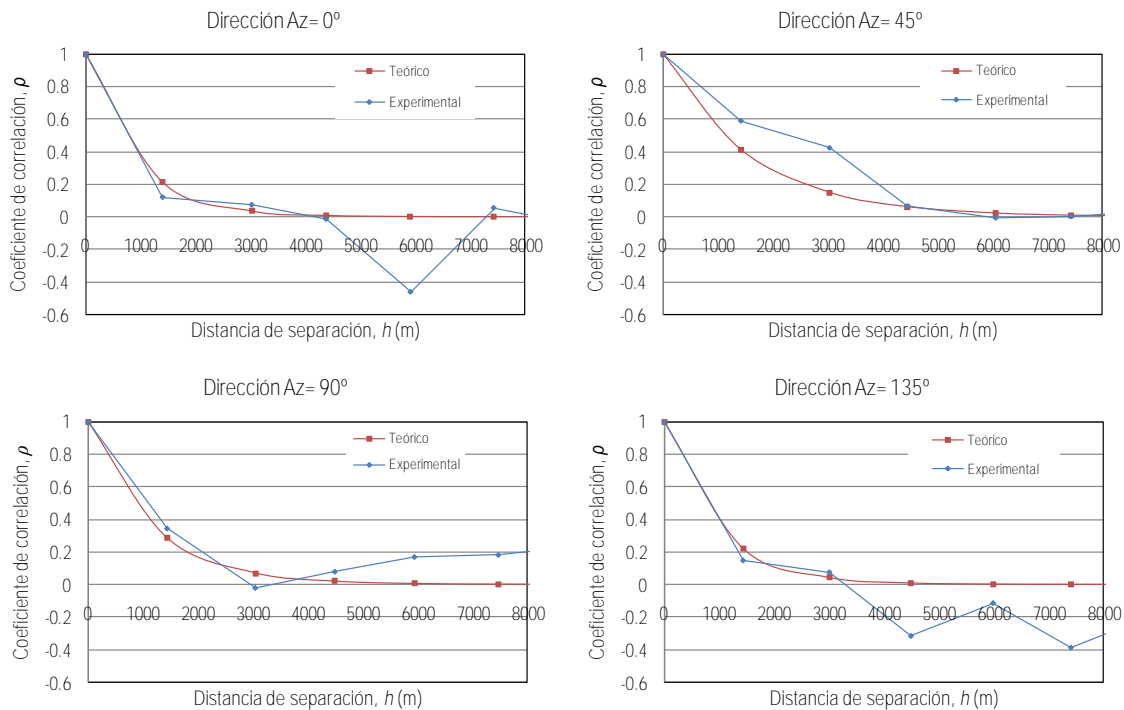 Dirección Az= 0º
Coeficiente de correlación, ρ
1
0.8
0.6
0.4
0.2
0
-0.2
-0.4
-0.6
Teórico
Experimental
0 1000 2000 3000 4000 5000 6000 7000 8000
Distancia de separación, h (m)
Dirección Az= 45º
Coeficiente de correlación, ρ
1
0.8
0.6
0.4
0.2
0
-0.2
-0.4
-0.6
Teórico
Experimental
0 1000 2000 3000 4000 5000 6000 7000 8000
Distancia de separación, h (m)
Dirección Az= 90º
Coeficiente de correlación, ρ
1
0.8
0.6
0.4
0.2
0
-0.2
-0.4
-0.6
Teórico
Experimental
0 1000 2000 3000 4000 5000 6000 7000 8000
Distancia de separación, h (m)
Dirección Az= 135º
Coeficiente de correlación, ρ
1
0.8
0.6
0.4
0.2
0
-0.2
-0.4
-0.6
Teórico
Experimental
0 1000 2000 3000 4000 5000 6000 7000 8000
Distancia de separación, h (m)